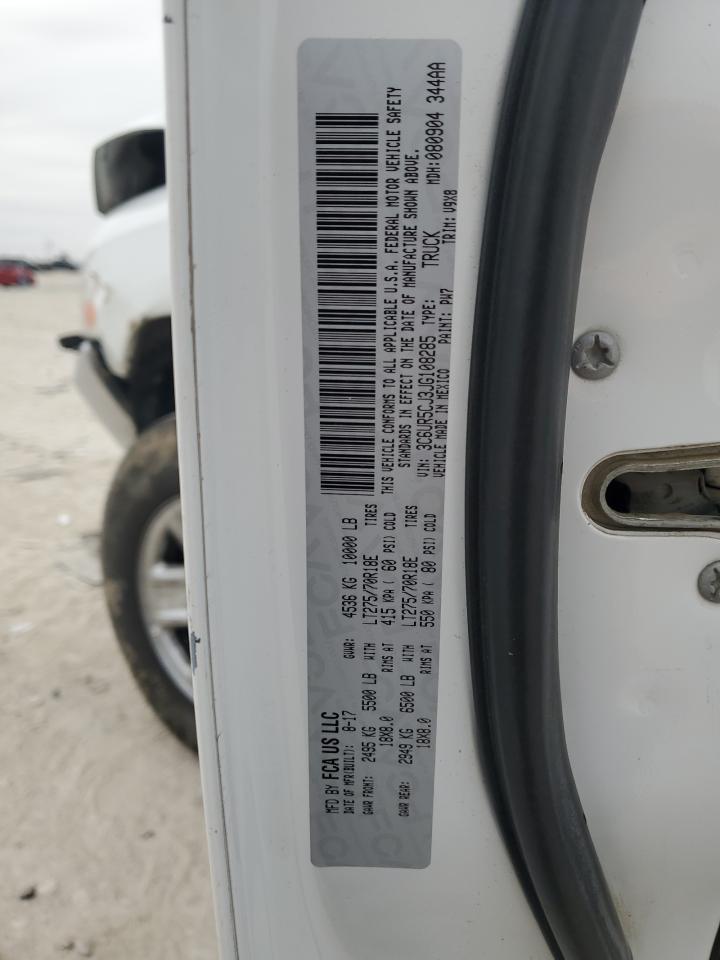 MFD BY FCA US LLC
DATE OF MFR(BUILT): 8-17 GVWR: 4536 KG 10000 LB
GAWR FRONT: 2495 KG 5500 LB WITH LT275/70R18E TIRES
18X8.0 RIMS AT 415 KPA ( 60 PSI) COLD
GAWR REAR: 2949 KG 6500 LB WITH LT275/70R18E TIRES
18X8.0 RIMS AT 550 KPA ( 80 PSI) COLD
THIS VEHICLE CONFORMS TO ALL APPLICABLE U.S.A. FEDERAL MOTOR VEHICLE SAFETY
STANDARDS IN EFFECT ON THE DATE OF MANUFACTURE SHOWN ABOVE.
VIN: 3C6UR5CJ3JG108285 TYPE: TRUCK MDH:080904 344AA
VEHICLE MADE IN MEXICO PAINT: PW7 TRIM: V9X8